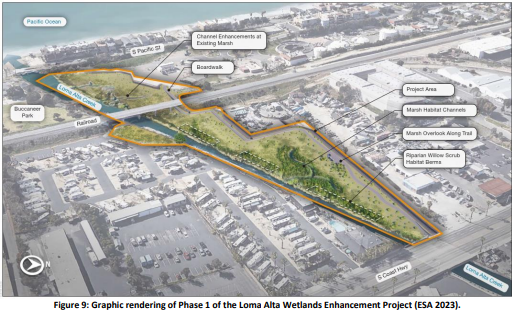 Pacific Ocean
S Pacific St
Channel Enhancements at
Existing Marsh
Boardwalk
Loma Alta Creek
Buccaneer
Park
Railroad
Project Area
Marsh Habitat Channels
Marsh Overlook Along Trail
Riparian Willow Scrub
Habitat Berms
N
S Coast Hwy
Loma Alta Creek
Figure 9: Graphic rendering of Phase 1 of the Loma Alta Wetlands Enhancement Project (ESA 2023).